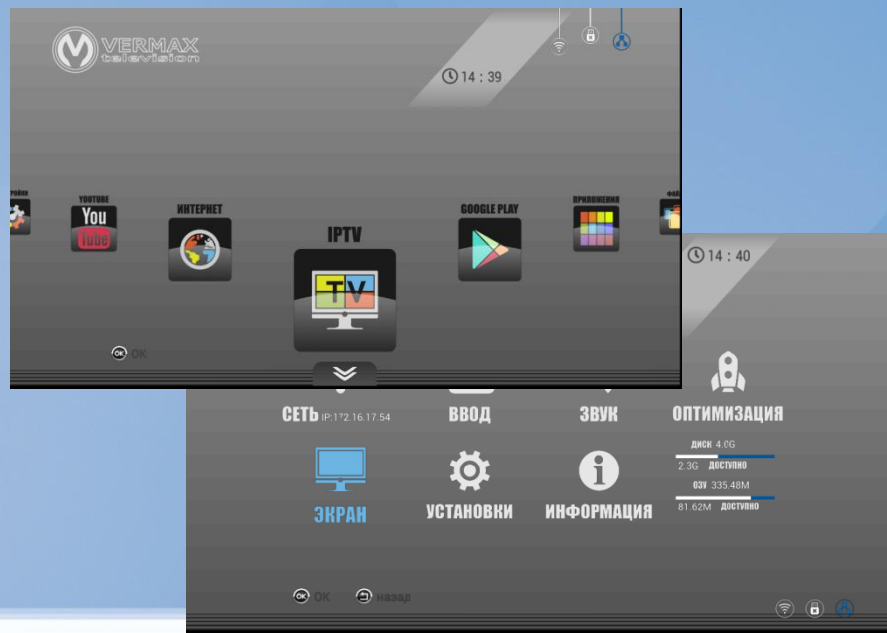 VERMAX
television
14 : 39
YOUTUBE
You
Tube
ИНТЕРНЕТ
IPTV
TV
GOOGLE PLAY
ПРИЛОЖЕНИЯ
OK OK
14 : 40
СЕТЬ IP:172.16.17.54
ВВОД
ЗВУК
ОПТИМИЗАЦИЯ
ДИСК 4.0G
2.3G ДОСТУПНО
ОЗУ 335.48M
81.62M ДОСТУПНО
ЭКРАН
УСТАНОВКИ
ИНФОРМАЦИЯ
OK OK
назад